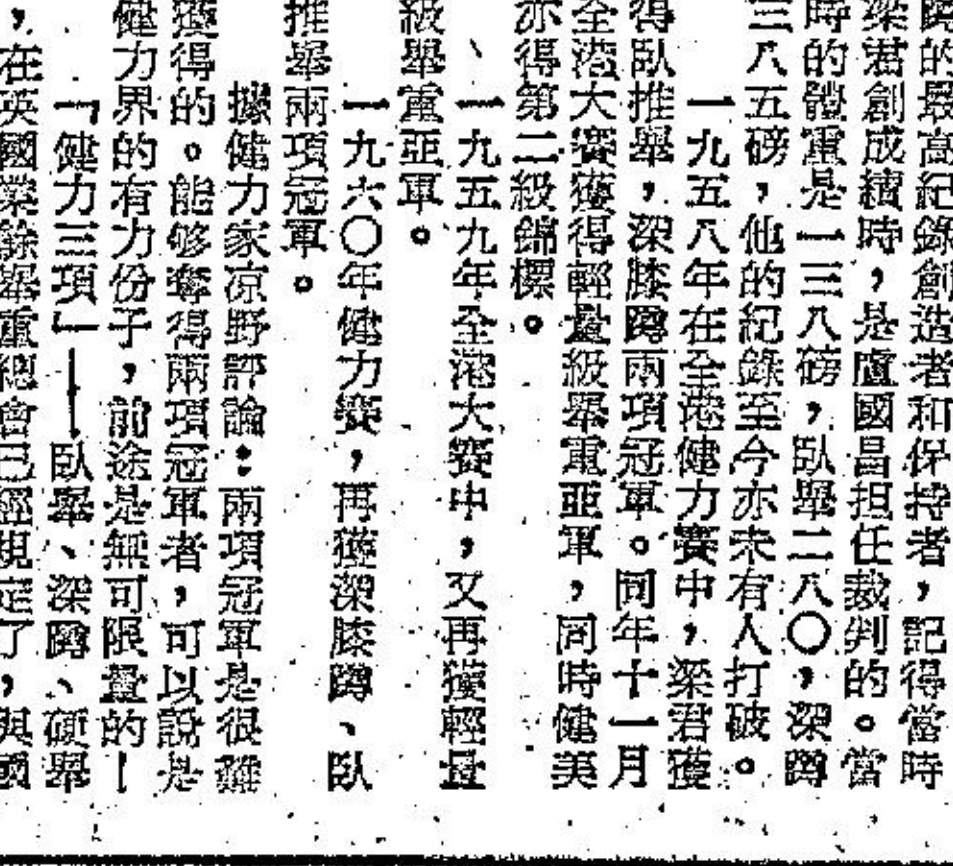 蹲的最高紀錄創造者和保持者，記得當時
梁君創成績時，是盧國昌担任裁判的。當
時的體重是一三八磅，臥舉二八〇，深蹲
三八五磅，他的紀錄至今亦未有人打破。
一九五八年在全港健力賽中，梁君獲
得臥推舉，深膝蹲兩項冠軍。同年十一月
全港大賽獲得輕量級舉重亞軍，同時健美
亦得第二級錦標。
、一九五九年全港大賽中，又再獲輕量
級舉重亞軍。
一九六〇年健力賽，再獲深膝蹲、臥
推舉兩項冠軍。
據健力家凉野評論：兩項冠軍是很難
獲得的。能够奪得兩項冠軍者，可以說是
健力界的有力份子，前途是無可限量的—
「健力三項」——臥舉、深蹲、硬舉
，在英國業餘舉重總會已經規定了，與國